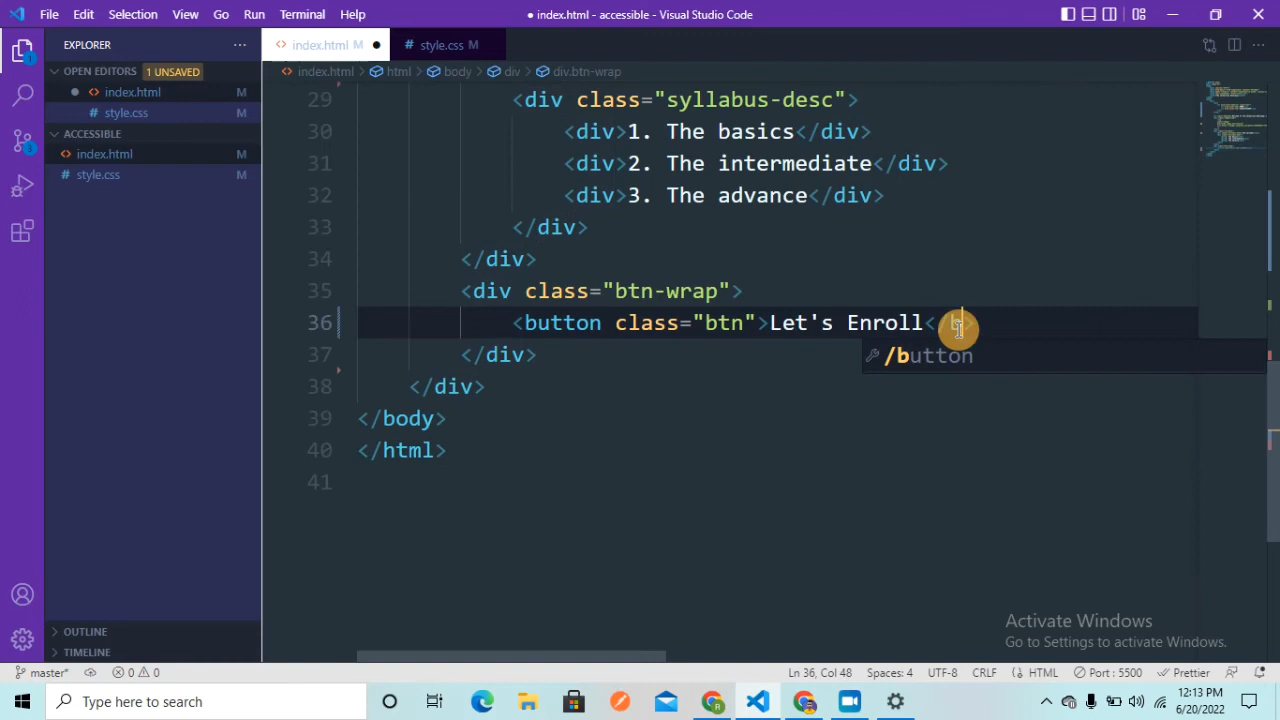 File Edit Selection View Go Run Terminal Help
● index.html - accessible - Visual Studio Code
EXPLORER
index.html M
style.css M
OPEN EDITORS 1 UNSAVED
index.html > html > body > div > div.btn-wrap
index.html M
style.css M
ACCESSIBLE
index.html M
style.css M
29 <div class="syllabus-desc">
30 <div>1. The basics</div>
31 <div>2. The intermediate</div>
32 <div>3. The advance</div>
33 </div>
34 </div>
35 <div class="btn-wrap">
36 <button class="btn">Let's Enroll</b>
/button
37 </div>
38 </div>
39 </body>
40 </html>
41
Activate Windows
Go to Settings to activate Windows.
OUTLINE
TIMELINE
master* 0 0 Ln 36, Col 48 Spaces: 4 UTF-8 CRLF HTML Port : 5500 Prettier
Type here to search
12:13 PM
6/20/2022